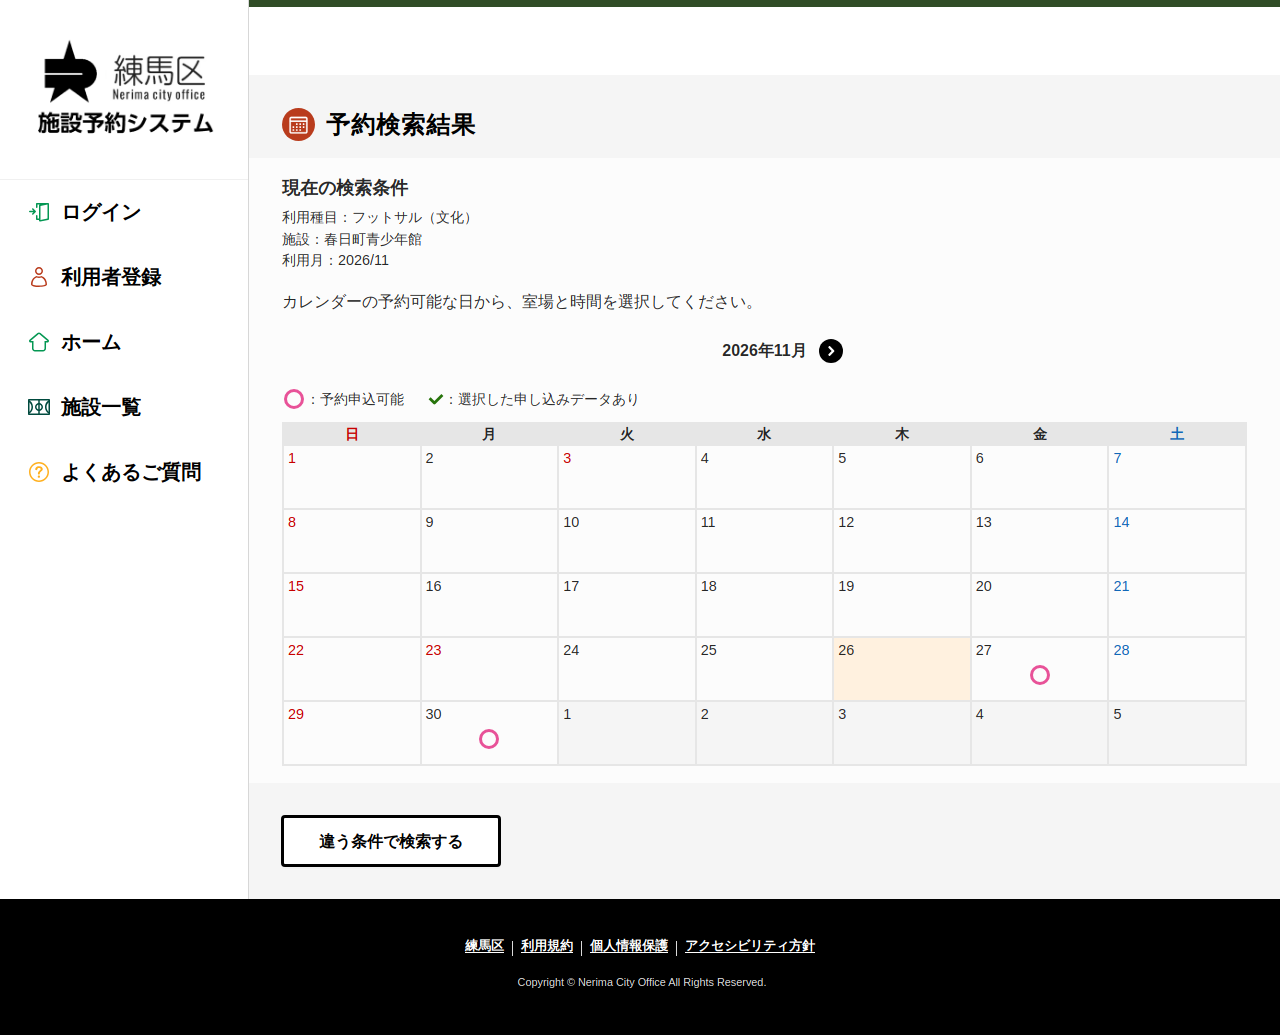 練馬区
Nerima city office
施設予約システム
ログイン
利用者登録
ホーム
施設一覧
よくあるご質問
予約検索結果
現在の検索条件
利用種目：フットサル（文化）
施設：春日町青少年館
利用月：2026/11
カレンダーの予約可能な日から、室場と時間を選択してください。
2026年11月
：予約申込可能 ：選択した申し込みデータあり
日 月 火 水 木 金 土
1 2 3 4 5 6 7
8 9 10 11 12 13 14
15 16 17 18 19 20 21
22 23 24 25 26 27 28
29 30 1 2 3 4 5
違う条件で検索する
練馬区 | 利用規約 | 個人情報保護 | アクセシビリティ方針
Copyright © Nerima City Office All Rights Reserved.